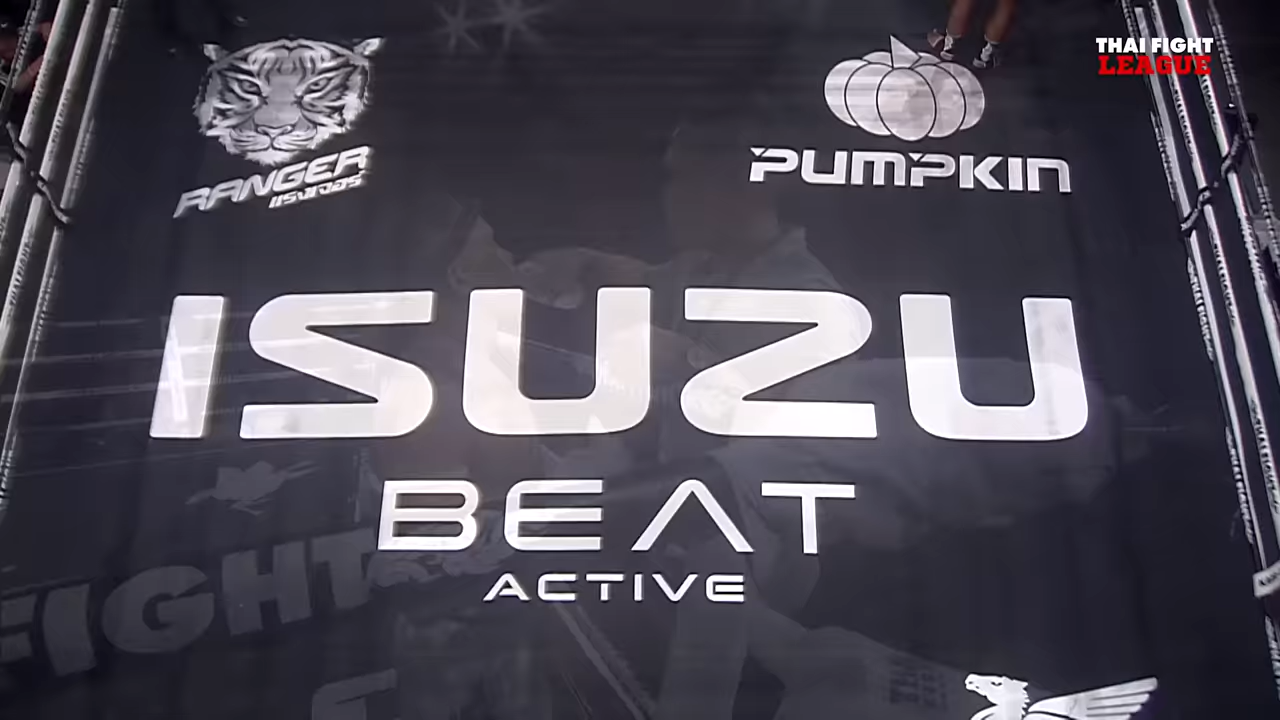 THAI FIGHT
LEAGUE
RANGER
PUMPKIN
ISUZU
BEAT
ACTIVE
FIGHT